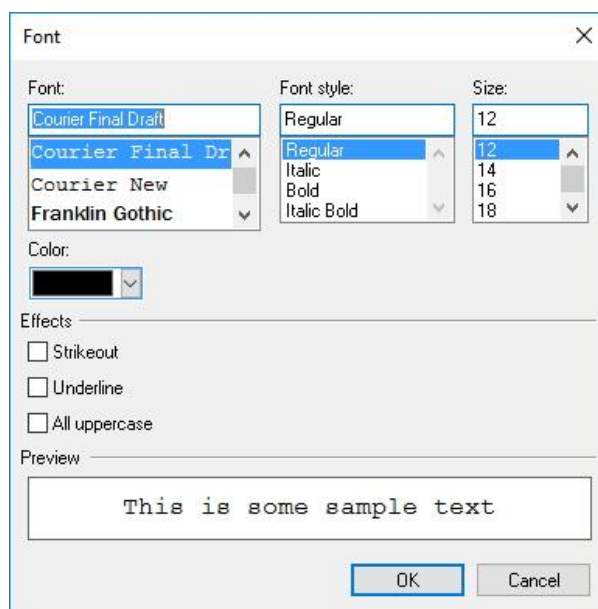 Font
Font: Font style: Size:
Courier Final Draft Regular 12
Courier Final Dr Regular 12
Courier New Italic 14
Franklin Gothic Bold 16
Italic Bold 18
Color:
Effects
Strikeout
Underline
All uppercase
Preview
This is some sample text
OK Cancel